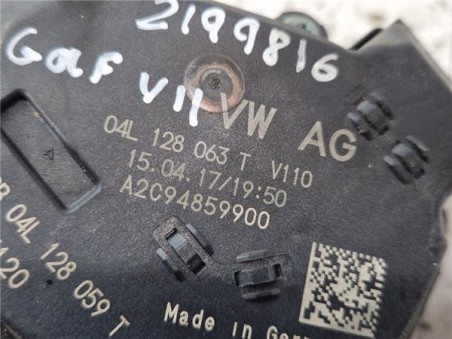 2199816
GOLF VII
VW AG
04L 128 063 T V110
15.04.17/19:50
A2C94859900
04L 128 059 T
120
Made in Ger